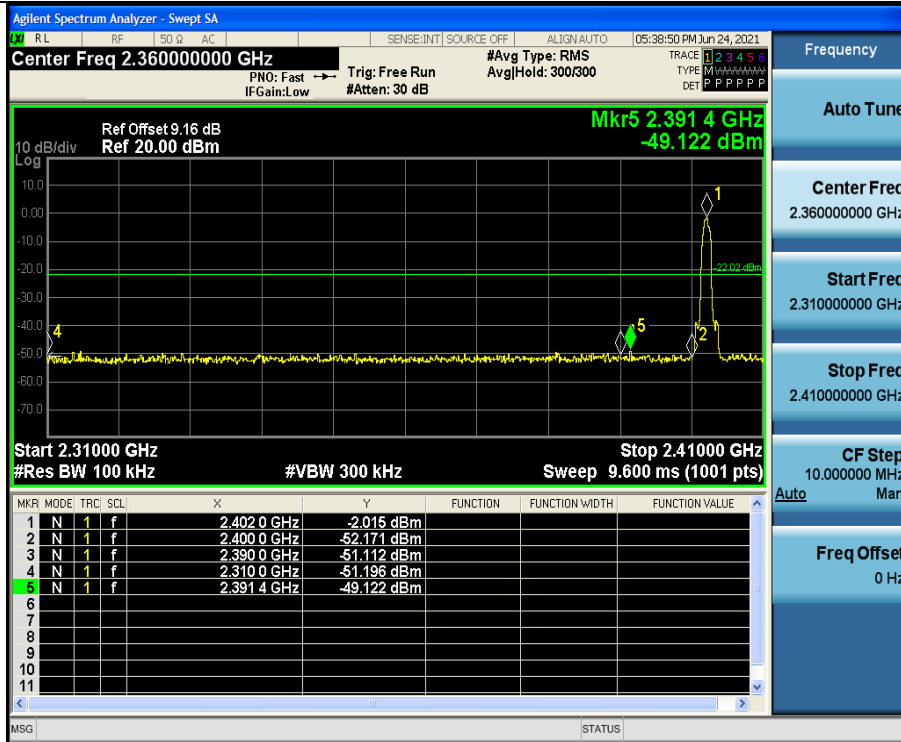 Agilent Spectrum Analyzer - Swept SA
LXI RL RF 50 Ω AC SENSE:INT SOURCE OFF ALIGN AUTO 05:38:50 PM Jun 24, 2021
Center Freq 2.360000000 GHz #Avg Type: RMS TRACE 1 2 3 4 5 6
PNO: Fast Trig: Free Run Avg|Hold: 300/300 TYPE M
IFGain:Low #Atten: 30 dB DET P P P P P P
Mkr5 2.391 4 GHz
-49.122 dBm
Ref Offset 9.16 dB
10 dB/div Ref 20.00 dBm
Log
10.0
0.00
-10.0
-20.0
-30.0
-40.0
-50.0
-60.0
-70.0
1
-22.02 dBm
4
5
2
Start 2.31000 GHz Stop 2.41000 GHz
#Res BW 100 kHz #VBW 300 kHz Sweep 9.600 ms (1001 pts)
MKR MODE TRC SCL X Y FUNCTION FUNCTION WIDTH FUNCTION VALUE
1 N 1 f 2.402 0 GHz -2.015 dBm
2 N 1 f 2.400 0 GHz -52.171 dBm
3 N 1 f 2.390 0 GHz -51.112 dBm
4 N 1 f 2.310 0 GHz -51.196 dBm
5 N 1 f 2.391 4 GHz -49.122 dBm
6
7
8
9
10
11
MSG STATUS
Frequency
Auto Tune
Center Freq
2.360000000 GHz
Start Freq
2.310000000 GHz
Stop Freq
2.410000000 GHz
CF Step
10.000000 MHz
Auto Man
Freq Offset
0 Hz